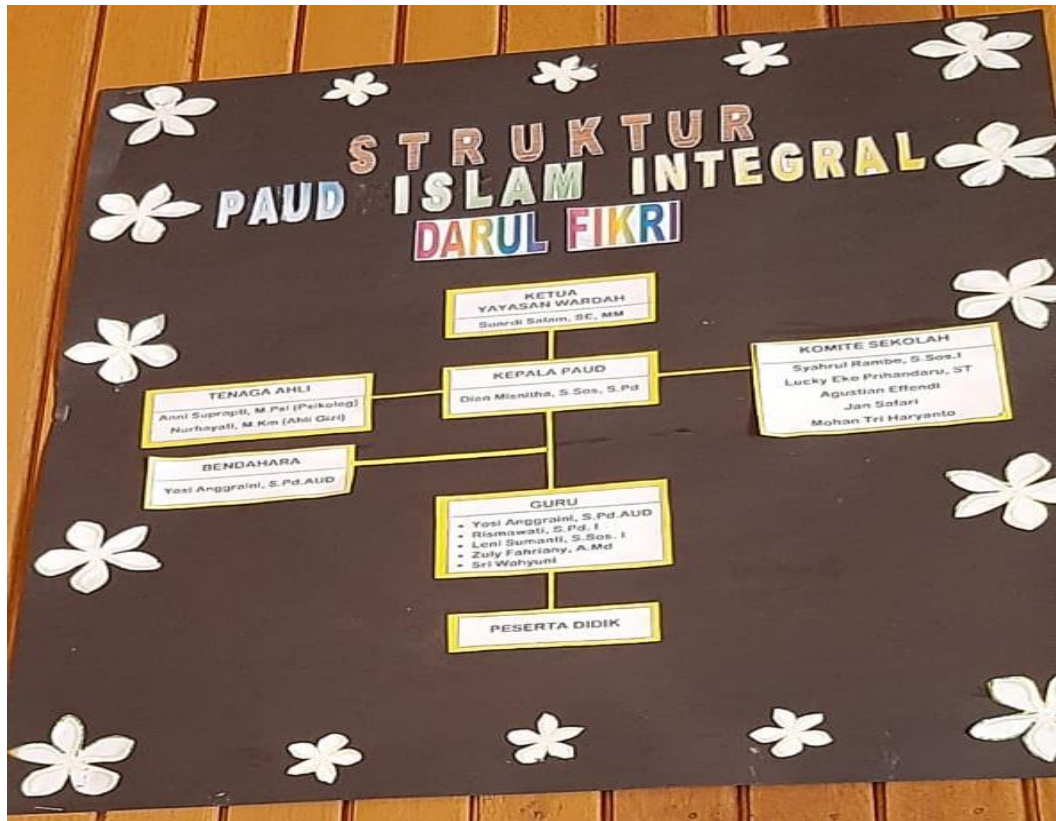 STRUKTUR
PAUD ISLAM INTEGRAL
DARUL FIKRI
KETUA
YAYASAN WARDAH
Suardi Salam, SE, MM
KEPALA PAUD
Dian Misnitha, S.Sos, S.Pd
KOMITE SEKOLAH
Syahrul Rambe, S.Sos.I
Lucky Eko Prihandaru, ST
Agustian Effendi
Jan Safari
Mohan Tri Haryanto
TENAGA AHLI
Anni Suprapti, M.Psi (Psikolog)
Nurhayati, M.Km (Ahli Gizi)
BENDAHARA
Yosi Anggraini, S.Pd.AUD
GURU
• Yosi Anggraini, S.Pd.AUD
• Rismawati, S.Pd. I
• Leni Sumanti, S.Sos. I
• Zuly Fahriany, A.Md
• Sri Wahyuni
PESERTA DIDIK